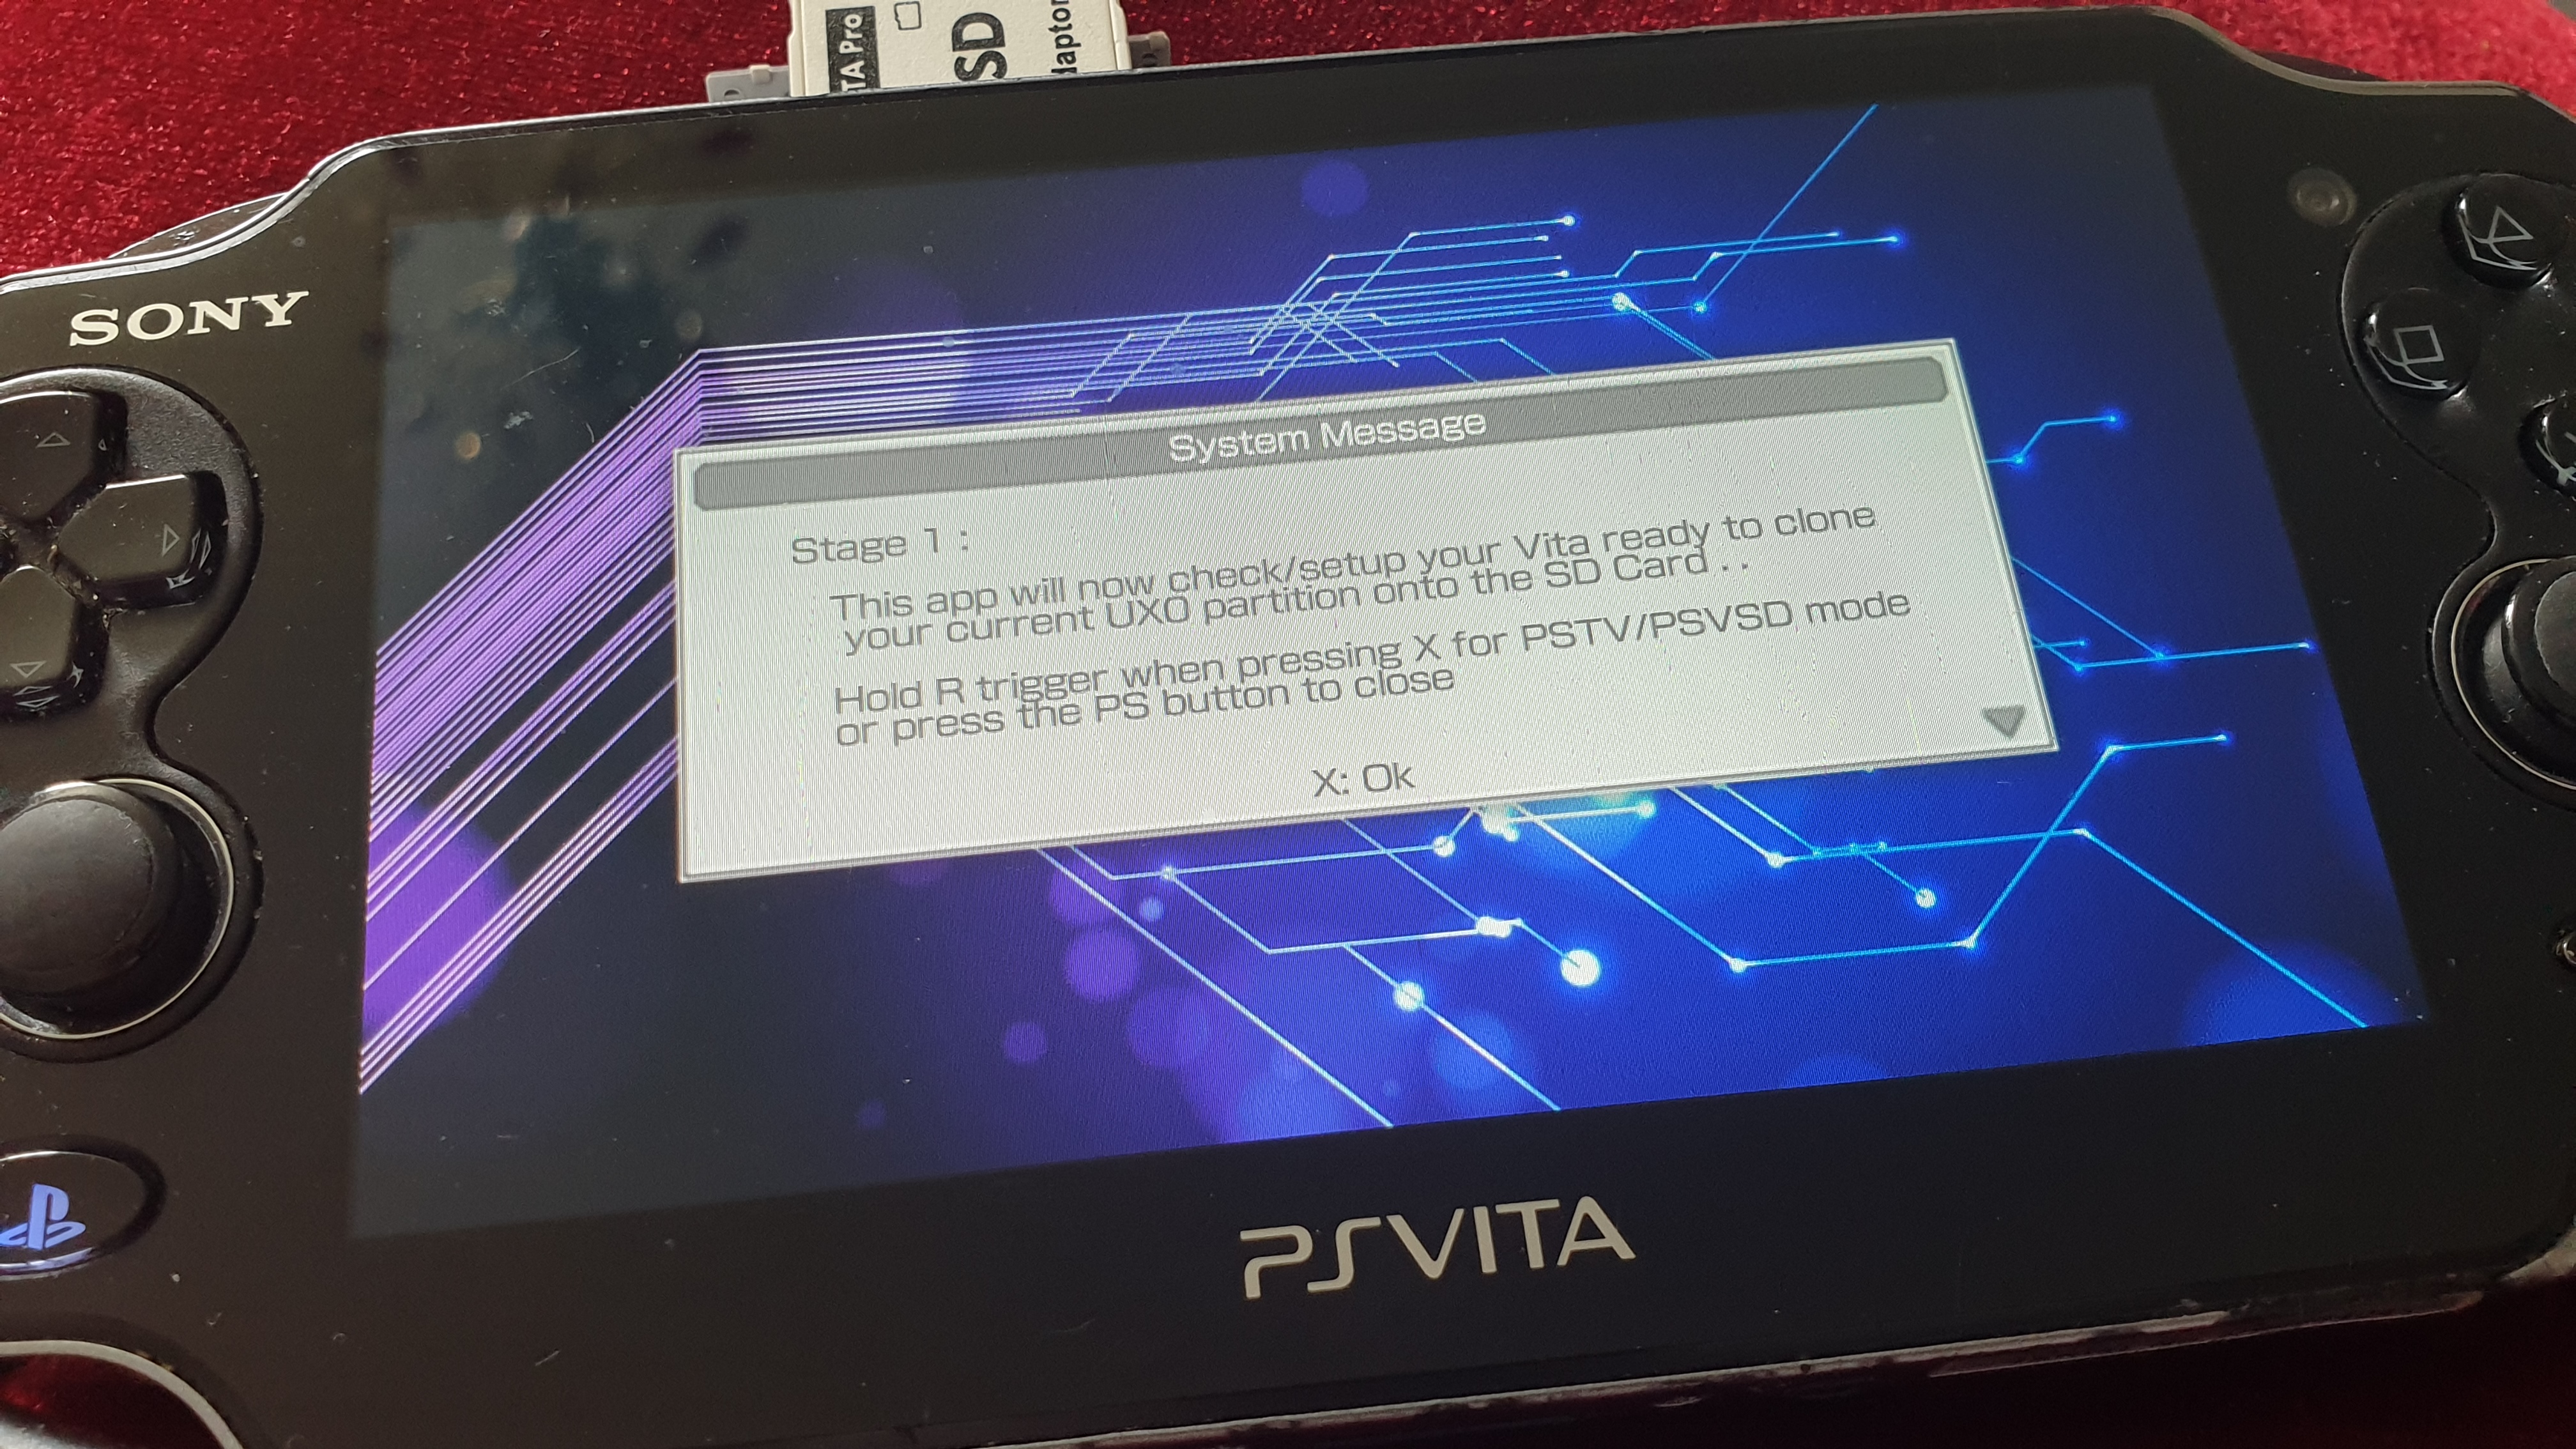 TA Pro
SD
SONY
System Message
Stage 1 :
This app will now check/setup your Vita ready to clone
your current UX0 partition onto the SD Card . .
Hold R trigger when pressing X for PSTV/PSVSD mode
or press the PS button to close
X: Ok
PSVITA